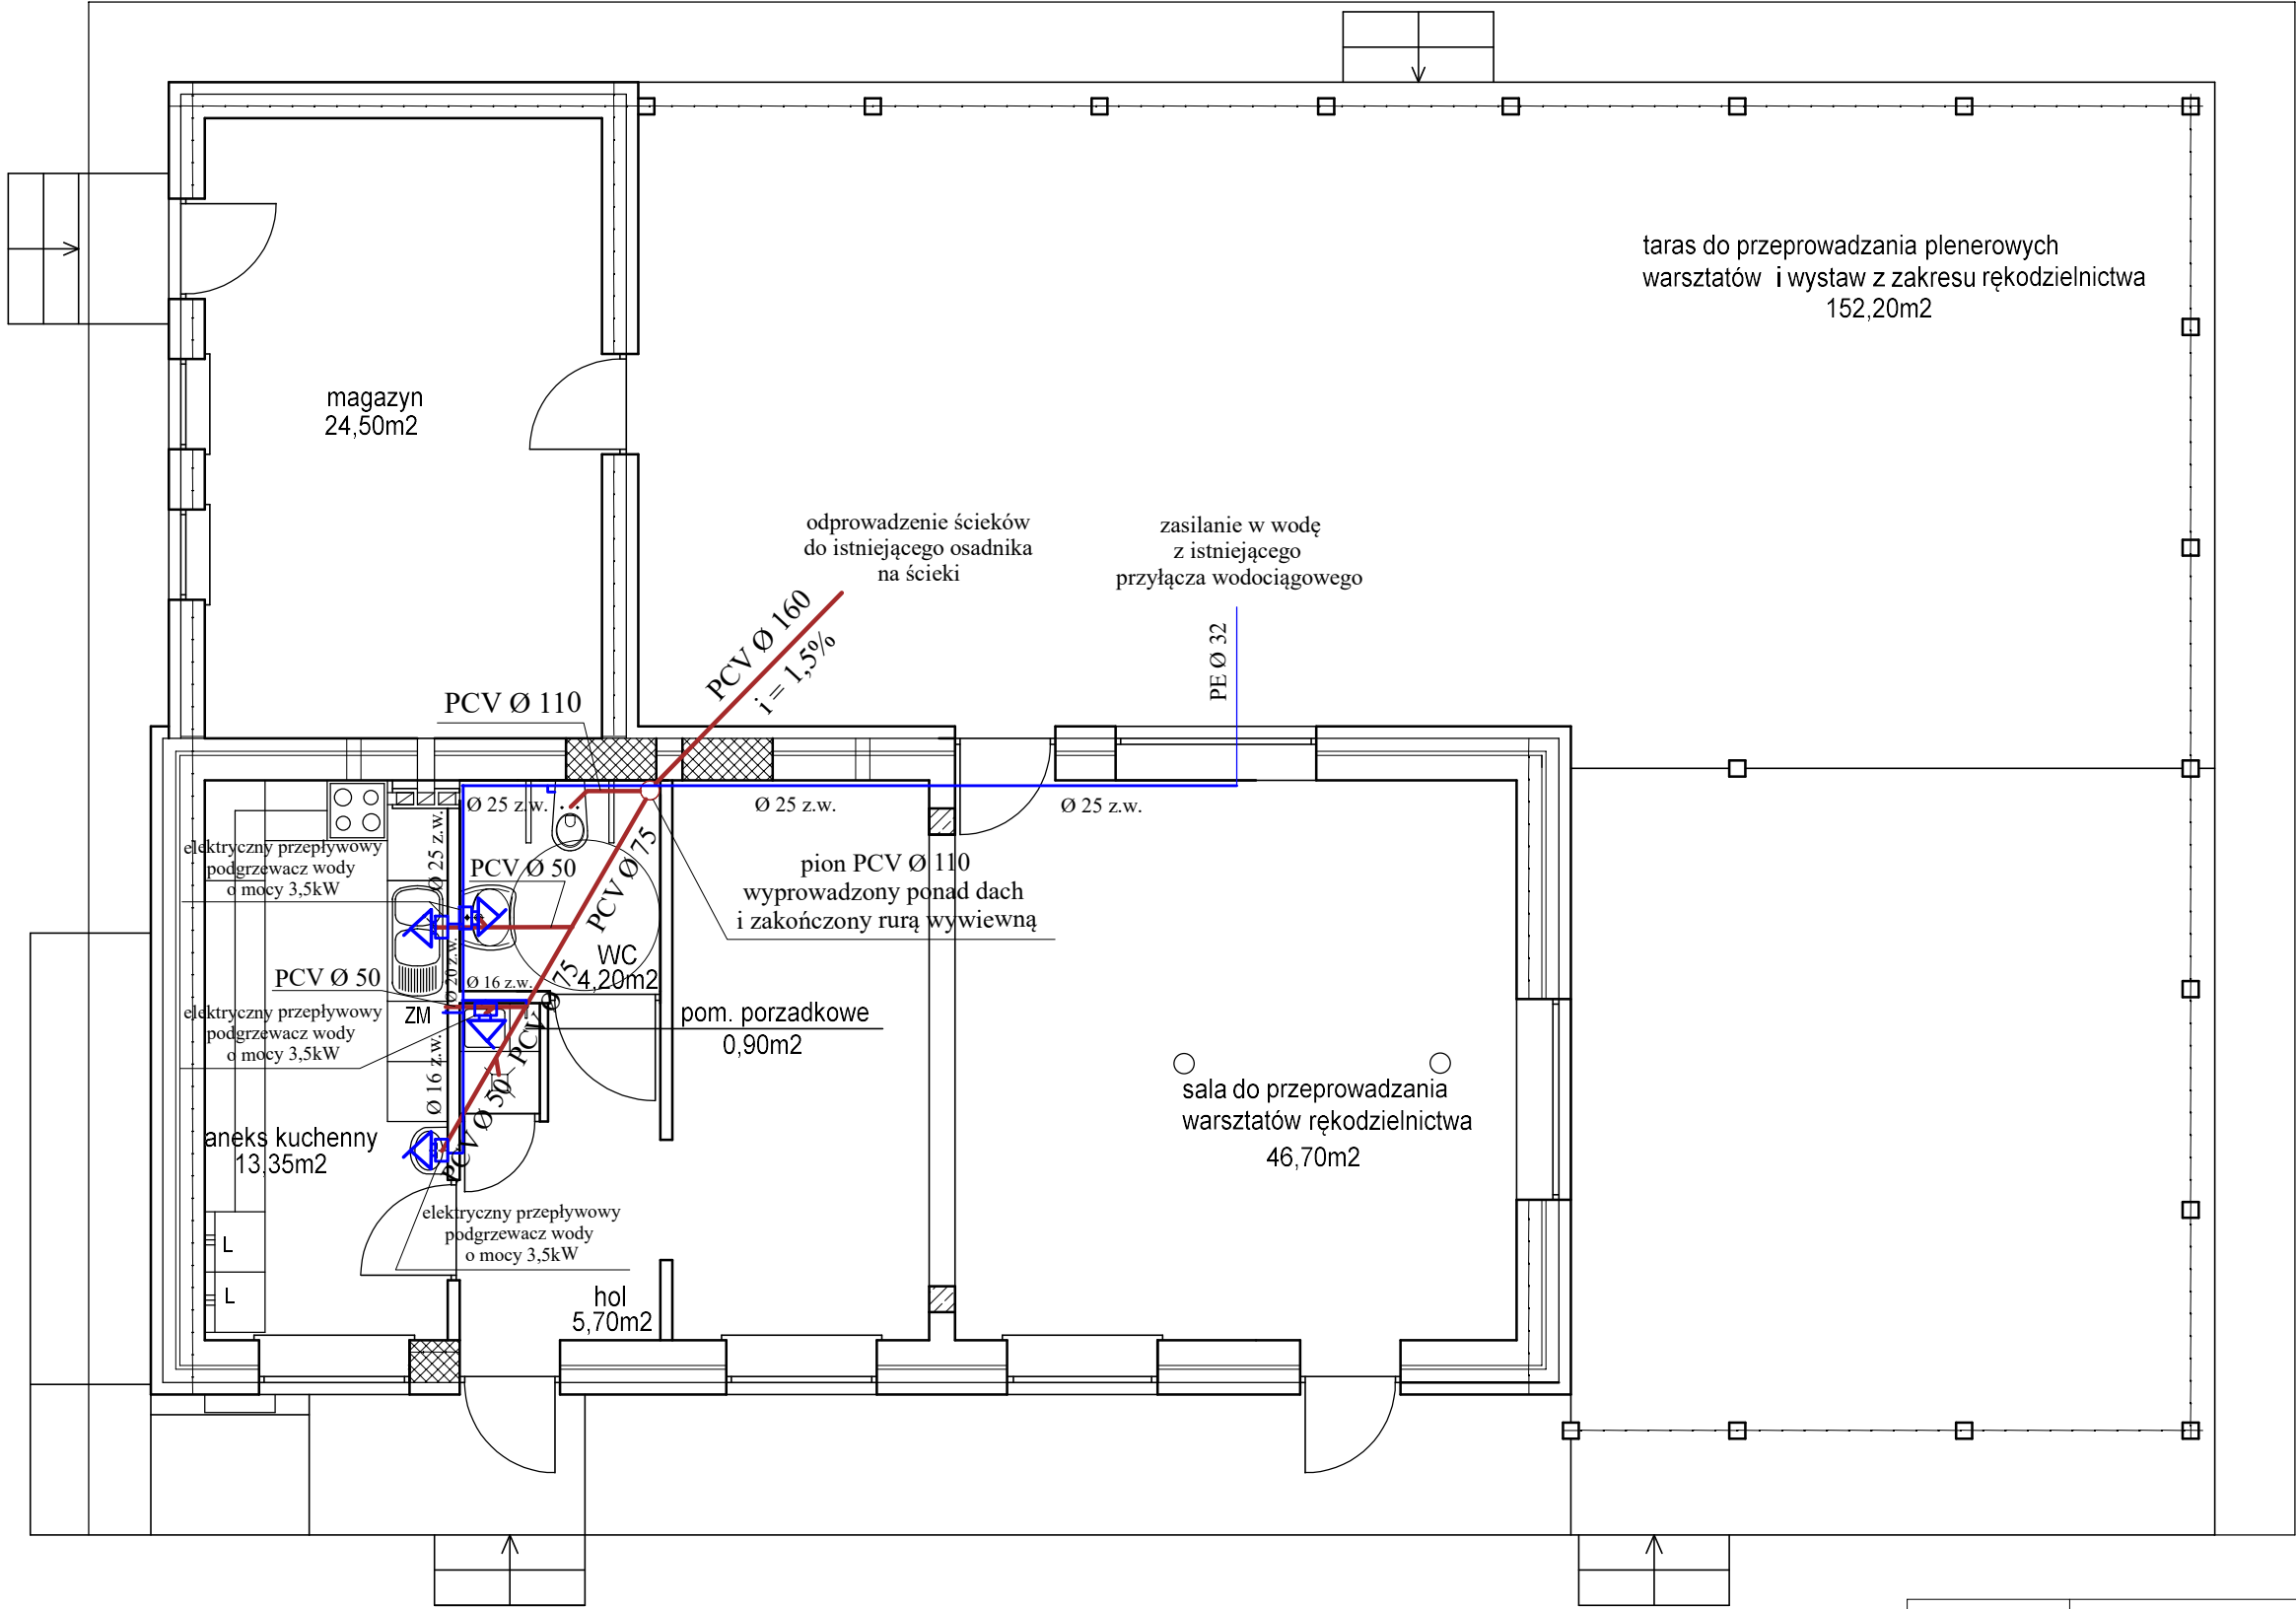 taras do przeprowadzania plenerowych
warsztatów i wystaw z zakresu rękodzielnictwa
152,20m2
magazyn
24,50m2
odprowadzenie ścieków
do istniejącego osadnika
na ścieki
zasilanie w wodę
z istniejącego
przyłącza wodociągowego
PCV Ø 160
i = 1,5%
PE Ø 32
PCV Ø 110
Ø 25 z.w.
Ø 25 z.w.
Ø 25 z.w.
Ø 25 z.w.
elektryczny przepływowy
podgrzewacz wody
o mocy 3,5kW
PCV Ø 50
PCV Ø 75
pion PCV Ø 110
wyprowadzony ponad dach
i zakończony rurą wywiewną
WC
4,20m2
PCV Ø 50
Ø 20 z.w.
Ø 16 z.w.
PCV Ø 75
ZM
elektryczny przepływowy
podgrzewacz wody
o mocy 3,5kW
pom. porzadkowe
0,90m2
Ø 16 z.w.
PCV Ø 50
sala do przeprowadzania
warsztatów rękodzielnictwa
46,70m2
aneks kuchenny
13,35m2
elektryczny przepływowy
podgrzewacz wody
o mocy 3,5kW
L
L
hol
5,70m2